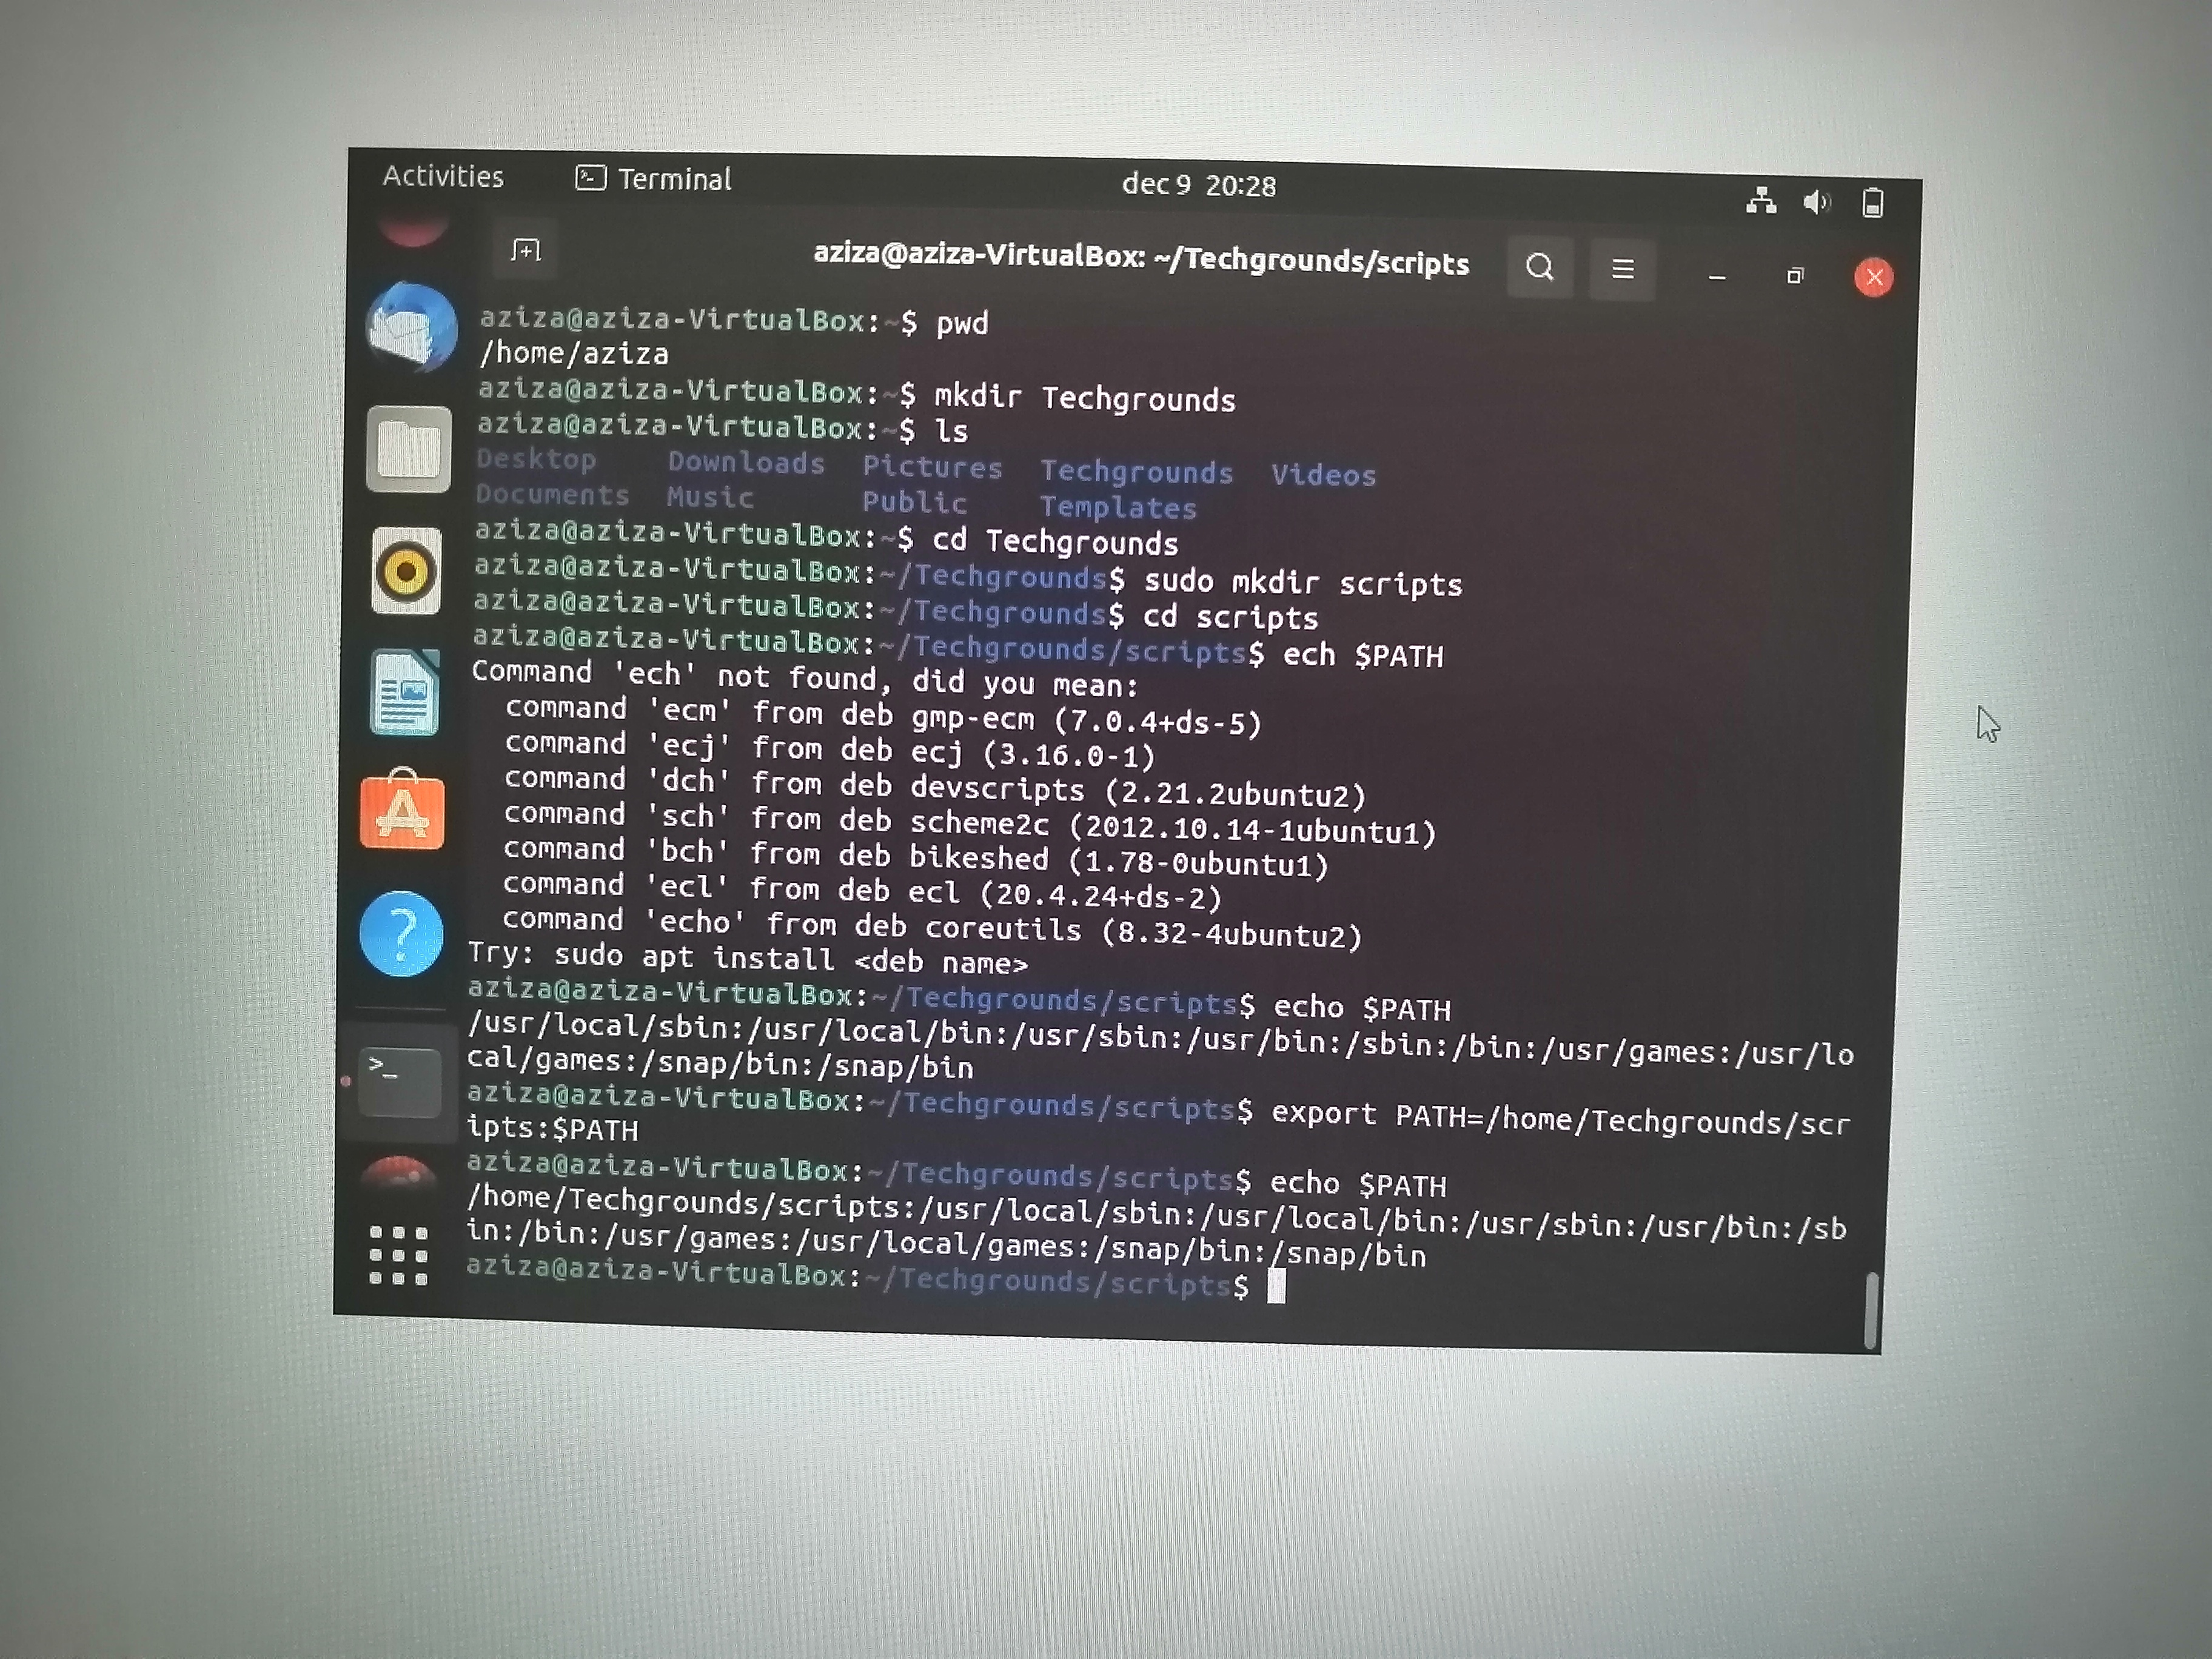 Activities Terminal dec 9 20:28
aziza@aziza-VirtualBox: ~/Techgrounds/scripts
aziza@aziza-VirtualBox:~$ pwd
/home/aziza
aziza@aziza-VirtualBox:~$ mkdir Techgrounds
aziza@aziza-VirtualBox:~$ ls
Desktop Downloads Pictures Techgrounds Videos
Documents Music Public Templates
aziza@aziza-VirtualBox:~$ cd Techgrounds
aziza@aziza-VirtualBox:~/Techgrounds$ sudo mkdir scripts
aziza@aziza-VirtualBox:~/Techgrounds$ cd scripts
aziza@aziza-VirtualBox:~/Techgrounds/scripts$ ech $PATH
Command 'ech' not found, did you mean:
command 'ecm' from deb gmp-ecm (7.0.4+ds-5)
command 'ecj' from deb ecj (3.16.0-1)
command 'dch' from deb devscripts (2.21.2ubuntu2)
command 'sch' from deb scheme2c (2012.10.14-1ubuntu1)
command 'bch' from deb bikeshed (1.78-0ubuntu1)
command 'ecl' from deb ecl (20.4.24+ds-2)
command 'echo' from deb coreutils (8.32-4ubuntu2)
Try: sudo apt install <deb name>
aziza@aziza-VirtualBox:~/Techgrounds/scripts$ echo $PATH
/usr/local/sbin:/usr/local/bin:/usr/sbin:/usr/bin:/sbin:/bin:/usr/games:/usr/lo
cal/games:/snap/bin:/snap/bin
aziza@aziza-VirtualBox:~/Techgrounds/scripts$ export PATH=/home/Techgrounds/scr
ipts:$PATH
aziza@aziza-VirtualBox:~/Techgrounds/scripts$ echo $PATH
/home/Techgrounds/scripts:/usr/local/sbin:/usr/local/bin:/usr/sbin:/usr/bin:/sb
in:/bin:/usr/games:/usr/local/games:/snap/bin:/snap/bin
aziza@aziza-VirtualBox:~/Techgrounds/scripts$